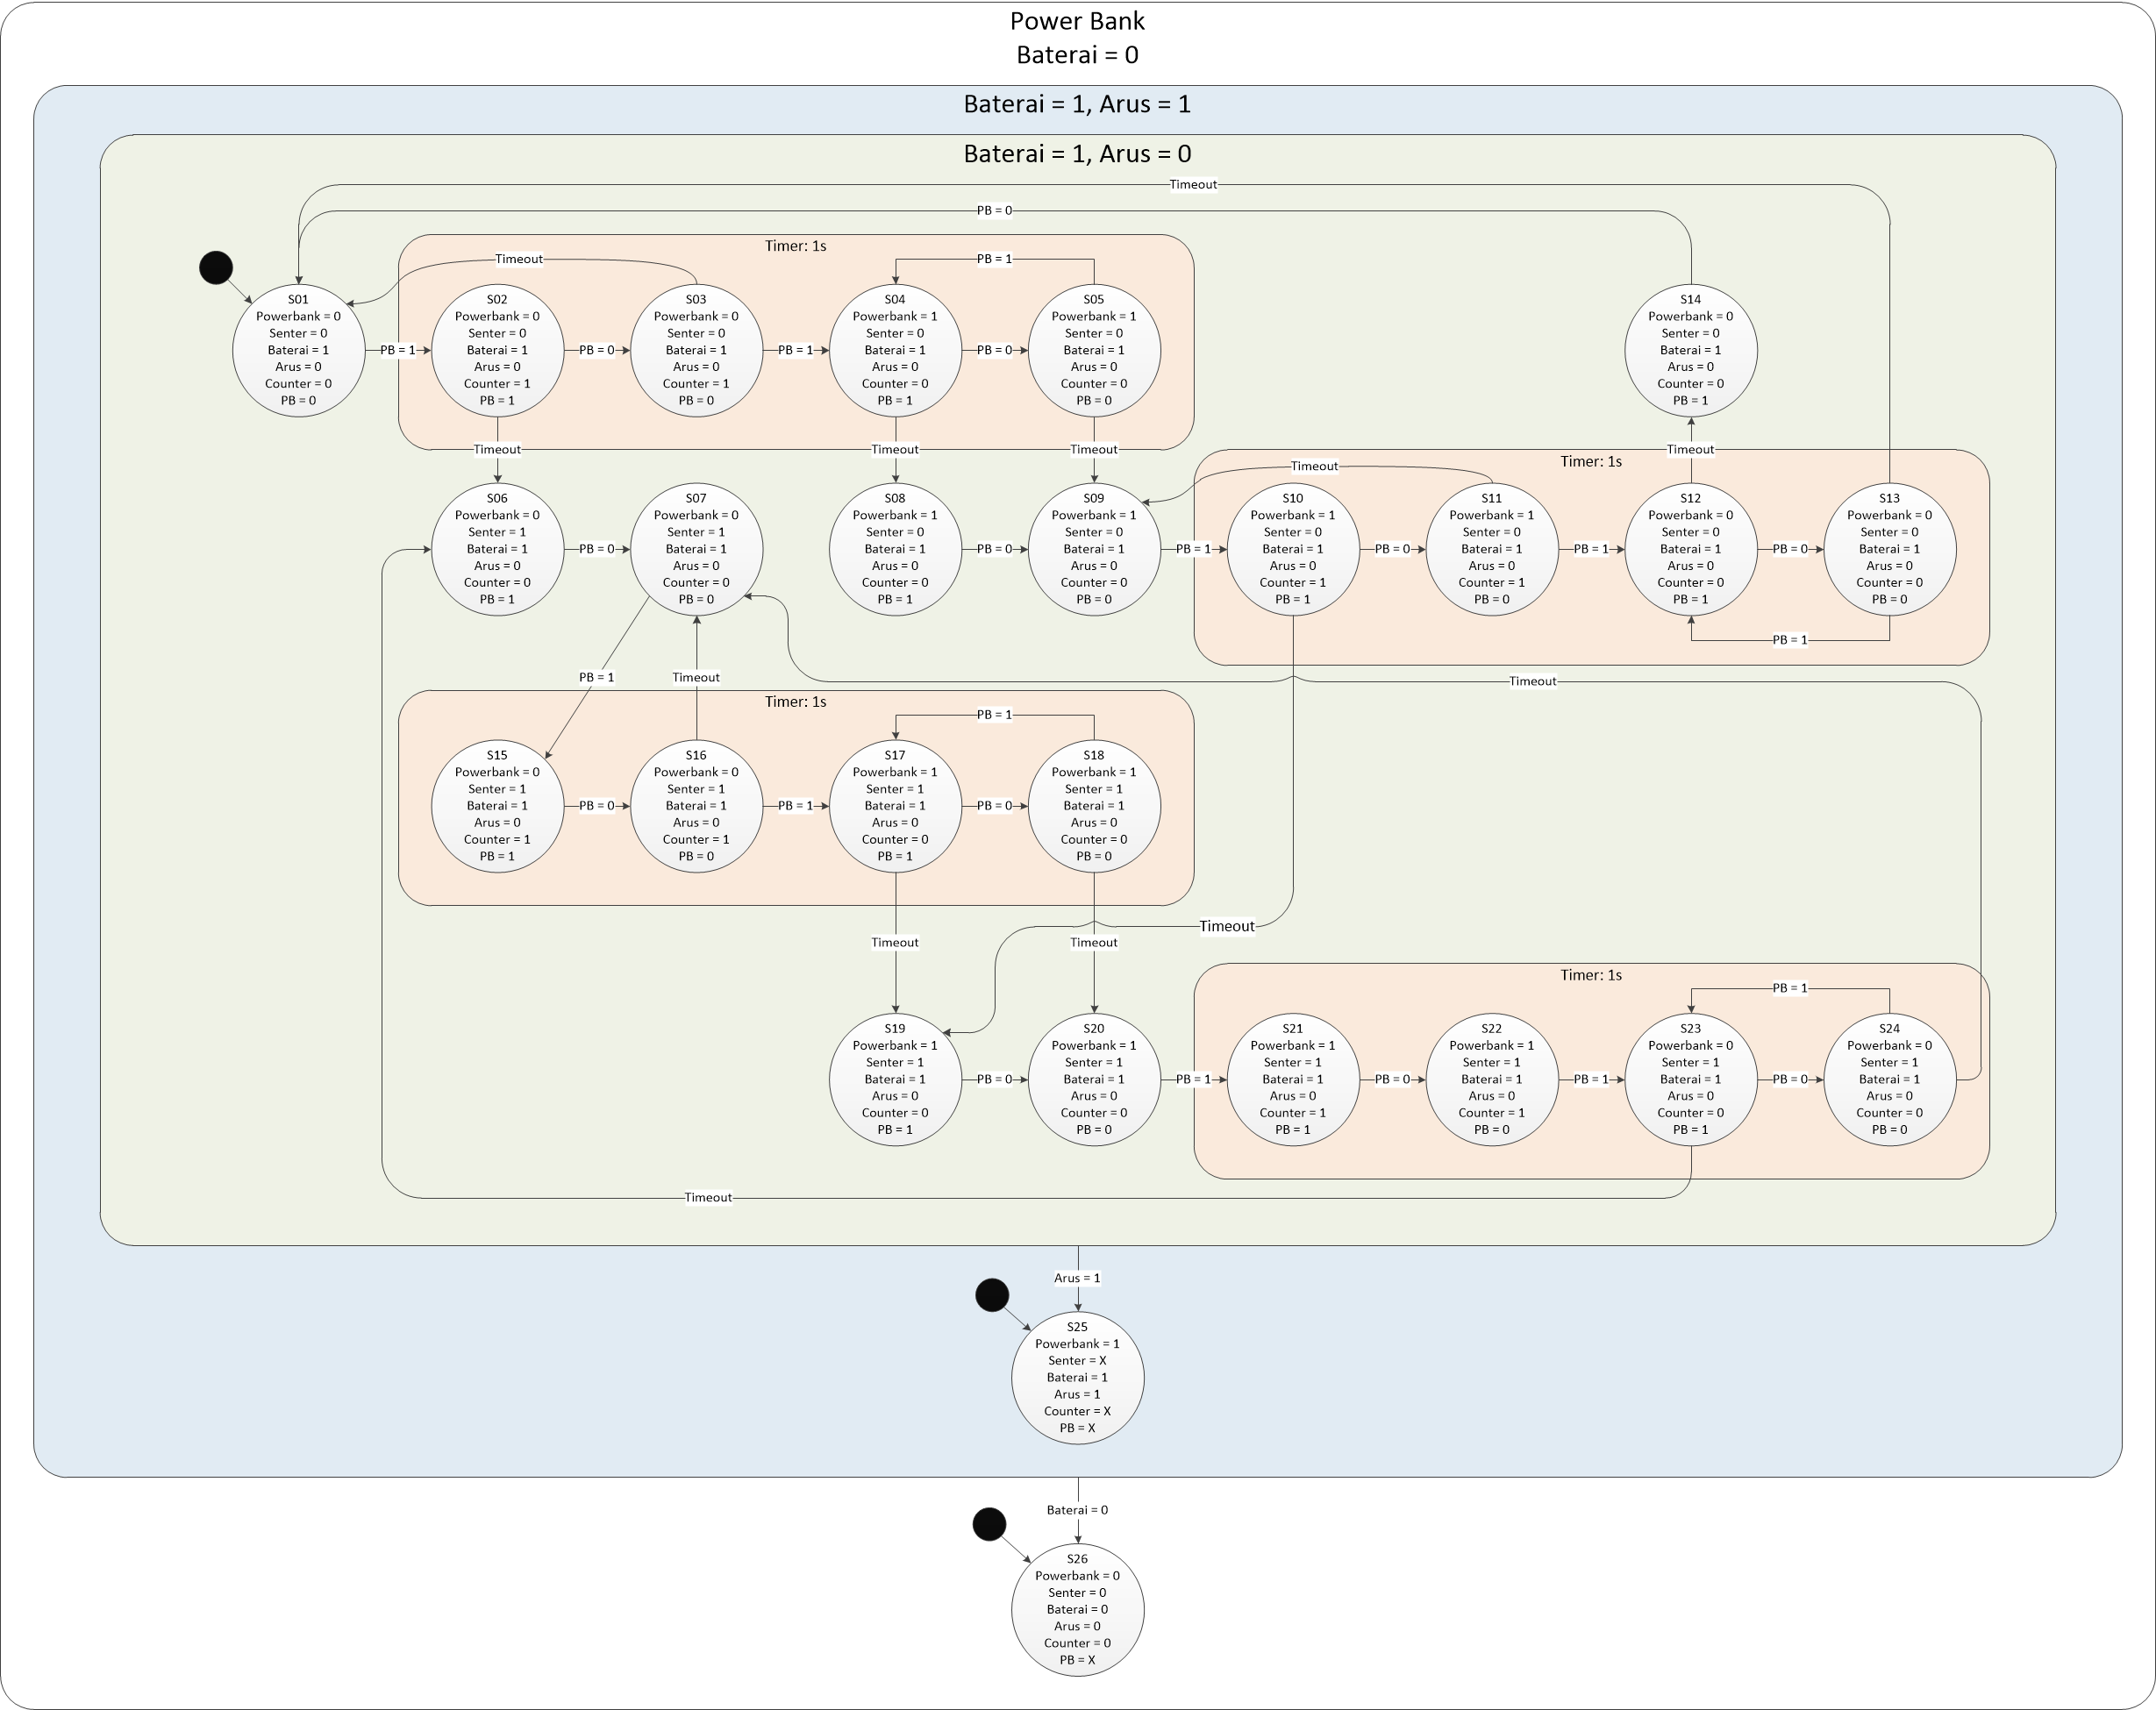 Power Bank
Baterai = 0
Baterai = 1, Arus = 1
Baterai = 1, Arus = 0
Timeout
PB = 0
Timer: 1s
Timeout
PB = 1
S01
Powerbank = 0
Senter = 0
Baterai = 1
Arus = 0
Counter = 0
PB = 0
PB = 1
S02
Powerbank = 0
Senter = 0
Baterai = 1
Arus = 0
Counter = 1
PB = 1
PB = 0
S03
Powerbank = 0
Senter = 0
Baterai = 1
Arus = 0
Counter = 1
PB = 0
PB = 1
S04
Powerbank = 1
Senter = 0
Baterai = 1
Arus = 0
Counter = 0
PB = 1
PB = 0
S05
Powerbank = 1
Senter = 0
Baterai = 1
Arus = 0
Counter = 0
PB = 0
S14
Powerbank = 0
Senter = 0
Baterai = 1
Arus = 0
Counter = 0
PB = 1
Timeout
Timeout
Timeout
Timeout
Timer: 1s
Timeout
S06
Powerbank = 0
Senter = 1
Baterai = 1
Arus = 0
Counter = 0
PB = 1
PB = 0
S07
Powerbank = 0
Senter = 1
Baterai = 1
Arus = 0
Counter = 0
PB = 0
S08
Powerbank = 1
Senter = 0
Baterai = 1
Arus = 0
Counter = 0
PB = 1
PB = 0
S09
Powerbank = 1
Senter = 0
Baterai = 1
Arus = 0
Counter = 0
PB = 0
PB = 1
S10
Powerbank = 1
Senter = 0
Baterai = 1
Arus = 0
Counter = 1
PB = 1
PB = 0
S11
Powerbank = 1
Senter = 0
Baterai = 1
Arus = 0
Counter = 1
PB = 0
PB = 1
S12
Powerbank = 0
Senter = 0
Baterai = 1
Arus = 0
Counter = 0
PB = 1
PB = 0
S13
Powerbank = 0
Senter = 0
Baterai = 1
Arus = 0
Counter = 0
PB = 0
PB = 1
PB = 1
Timeout
Timeout
Timer: 1s
PB = 1
S15
Powerbank = 0
Senter = 1
Baterai = 1
Arus = 0
Counter = 1
PB = 1
PB = 0
S16
Powerbank = 0
Senter = 1
Baterai = 1
Arus = 0
Counter = 1
PB = 0
PB = 1
S17
Powerbank = 1
Senter = 1
Baterai = 1
Arus = 0
Counter = 0
PB = 1
PB = 0
S18
Powerbank = 1
Senter = 1
Baterai = 1
Arus = 0
Counter = 0
PB = 0
Timeout
Timeout
Timeout
Timer: 1s
PB = 1
S19
Powerbank = 1
Senter = 1
Baterai = 1
Arus = 0
Counter = 0
PB = 1
PB = 0
S20
Powerbank = 1
Senter = 1
Baterai = 1
Arus = 0
Counter = 0
PB = 0
PB = 1
S21
Powerbank = 1
Senter = 1
Baterai = 1
Arus = 0
Counter = 1
PB = 1
PB = 0
S22
Powerbank = 1
Senter = 1
Baterai = 1
Arus = 0
Counter = 1
PB = 0
PB = 1
S23
Powerbank = 0
Senter = 1
Baterai = 1
Arus = 0
Counter = 0
PB = 1
PB = 0
S24
Powerbank = 0
Senter = 1
Baterai = 1
Arus = 0
Counter = 0
PB = 0
Timeout
Arus = 1
S25
Powerbank = 1
Senter = X
Baterai = 1
Arus = 1
Counter = X
PB = X
Baterai = 0
S26
Powerbank = 0
Senter = 0
Baterai = 0
Arus = 0
Counter = 0
PB = X